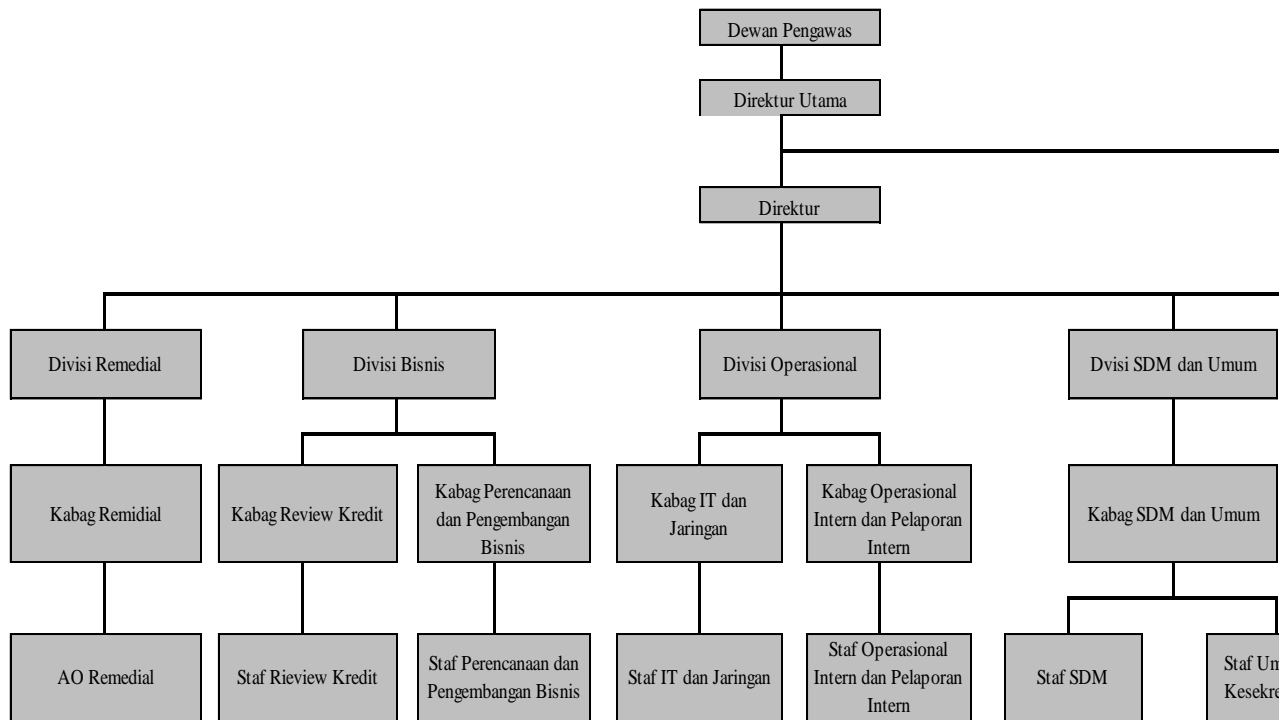 Dewan Pengawas
Direktur Utama
Direktur
Divisi Remedial
Divisi Bisnis
Divisi Operasional
Dvisi SDM dan Umum
Kabag Remidial
Kabag Review Kredit
Kabag Perencanaan
dan Pengembangan
Bisnis
Kabag IT dan
Jaringan
Kabag Operasional
Intern dan Pelaporan
Intern
Kabag SDM dan Umum
AO Remedial
Staf Rieview Kredit
Staf Perencanaan dan
Pengembangan Bisnis
Staf IT dan Jaringan
Staf Operasional
Intern dan Pelaporan
Intern
Staf SDM
Staf